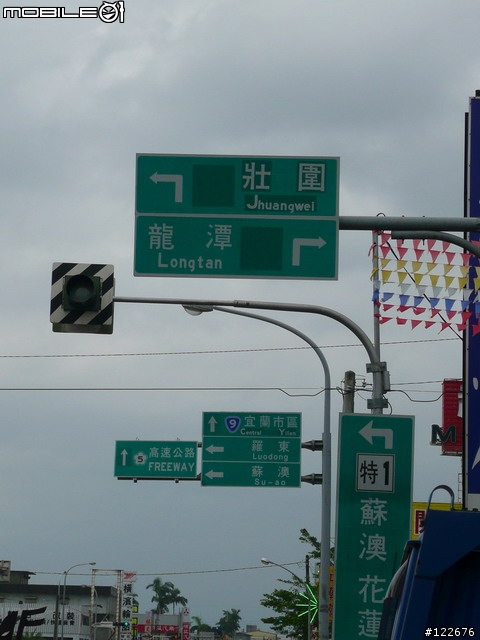 MOBILE01
壯圍
Jhuangwei
龍潭
Longtan
9 宜蘭市區
Central Yilan
羅東
Luodong
蘇澳
Su-ao
5 高速公路
FREEWAY
特1
蘇澳花蓮
M
#122676